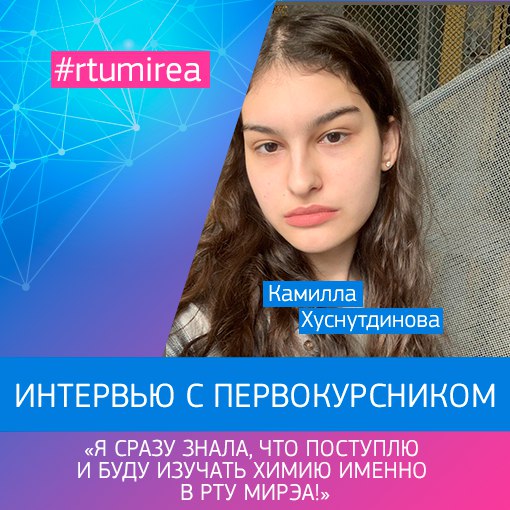 #rtumirea
Камилла
Хуснутдинова
ИНТЕРВЬЮ С ПЕРВОКУРСНИКОМ
«Я СРАЗУ ЗНАЛА, ЧТО ПОСТУПЛЮ
И БУДУ ИЗУЧАТЬ ХИМИЮ ИМЕННО
В РТУ МИРЭА!»